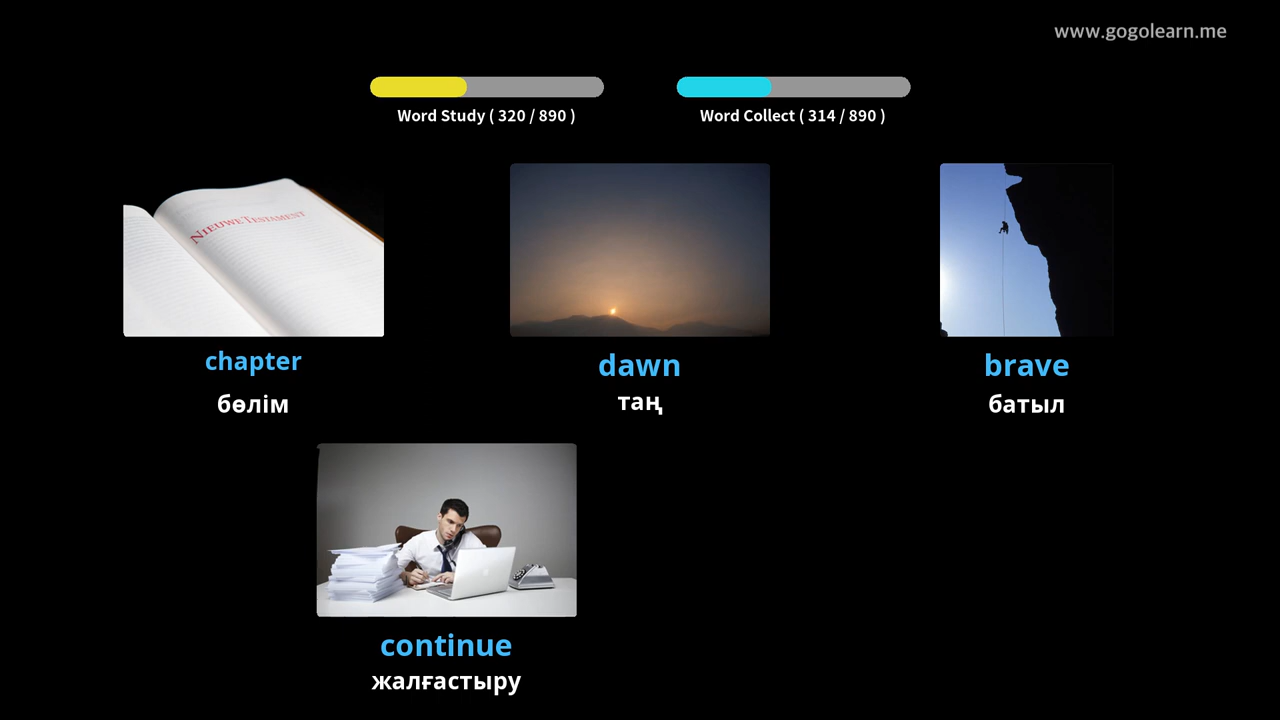 www.gogolearn.me
Word Study ( 320 / 890 )
Word Collect ( 314 / 890 )
NIEUWE TESTAMENT
chapter
бөлім
dawn
таң
brave
батыл
continue
жалғастыру